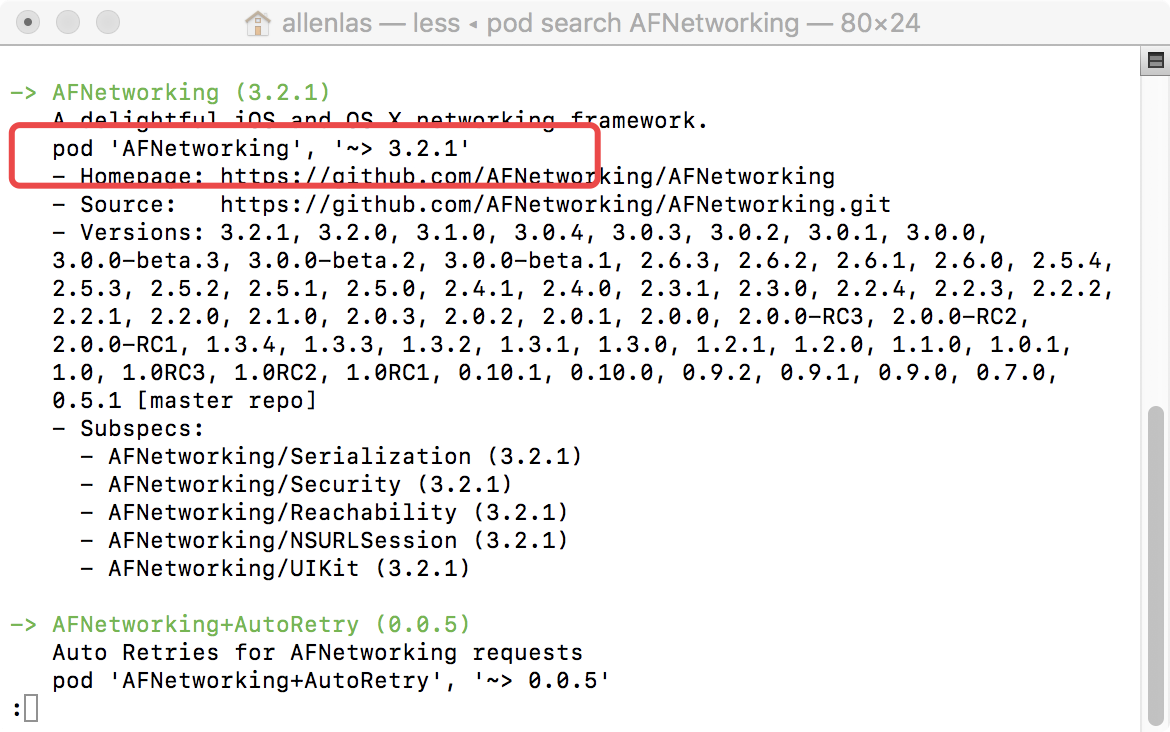 allenlas — less ◂ pod search AFNetworking — 80×24
-> AFNetworking (3.2.1)
A delightful iOS and OS X networking framework.
pod 'AFNetworking', '~> 3.2.1'
- Homepage: https://github.com/AFNetworking/AFNetworking
- Source:   https://github.com/AFNetworking/AFNetworking.git
- Versions: 3.2.1, 3.2.0, 3.1.0, 3.0.4, 3.0.3, 3.0.2, 3.0.1, 3.0.0,
3.0.0-beta.3, 3.0.0-beta.2, 3.0.0-beta.1, 2.6.3, 2.6.2, 2.6.1, 2.6.0, 2.5.4,
2.5.3, 2.5.2, 2.5.1, 2.5.0, 2.4.1, 2.4.0, 2.3.1, 2.3.0, 2.2.4, 2.2.3, 2.2.2,
2.2.1, 2.2.0, 2.1.0, 2.0.3, 2.0.2, 2.0.1, 2.0.0, 2.0.0-RC3, 2.0.0-RC2,
2.0.0-RC1, 1.3.4, 1.3.3, 1.3.2, 1.3.1, 1.3.0, 1.2.1, 1.2.0, 1.1.0, 1.0.1,
1.0, 1.0RC3, 1.0RC2, 1.0RC1, 0.10.1, 0.10.0, 0.9.2, 0.9.1, 0.9.0, 0.7.0,
0.5.1 [master repo]
- Subspecs:
- AFNetworking/Serialization (3.2.1)
- AFNetworking/Security (3.2.1)
- AFNetworking/Reachability (3.2.1)
- AFNetworking/NSURLSession (3.2.1)
- AFNetworking/UIKit (3.2.1)
-> AFNetworking+AutoRetry (0.0.5)
Auto Retries for AFNetworking requests
pod 'AFNetworking+AutoRetry', '~> 0.0.5'
: